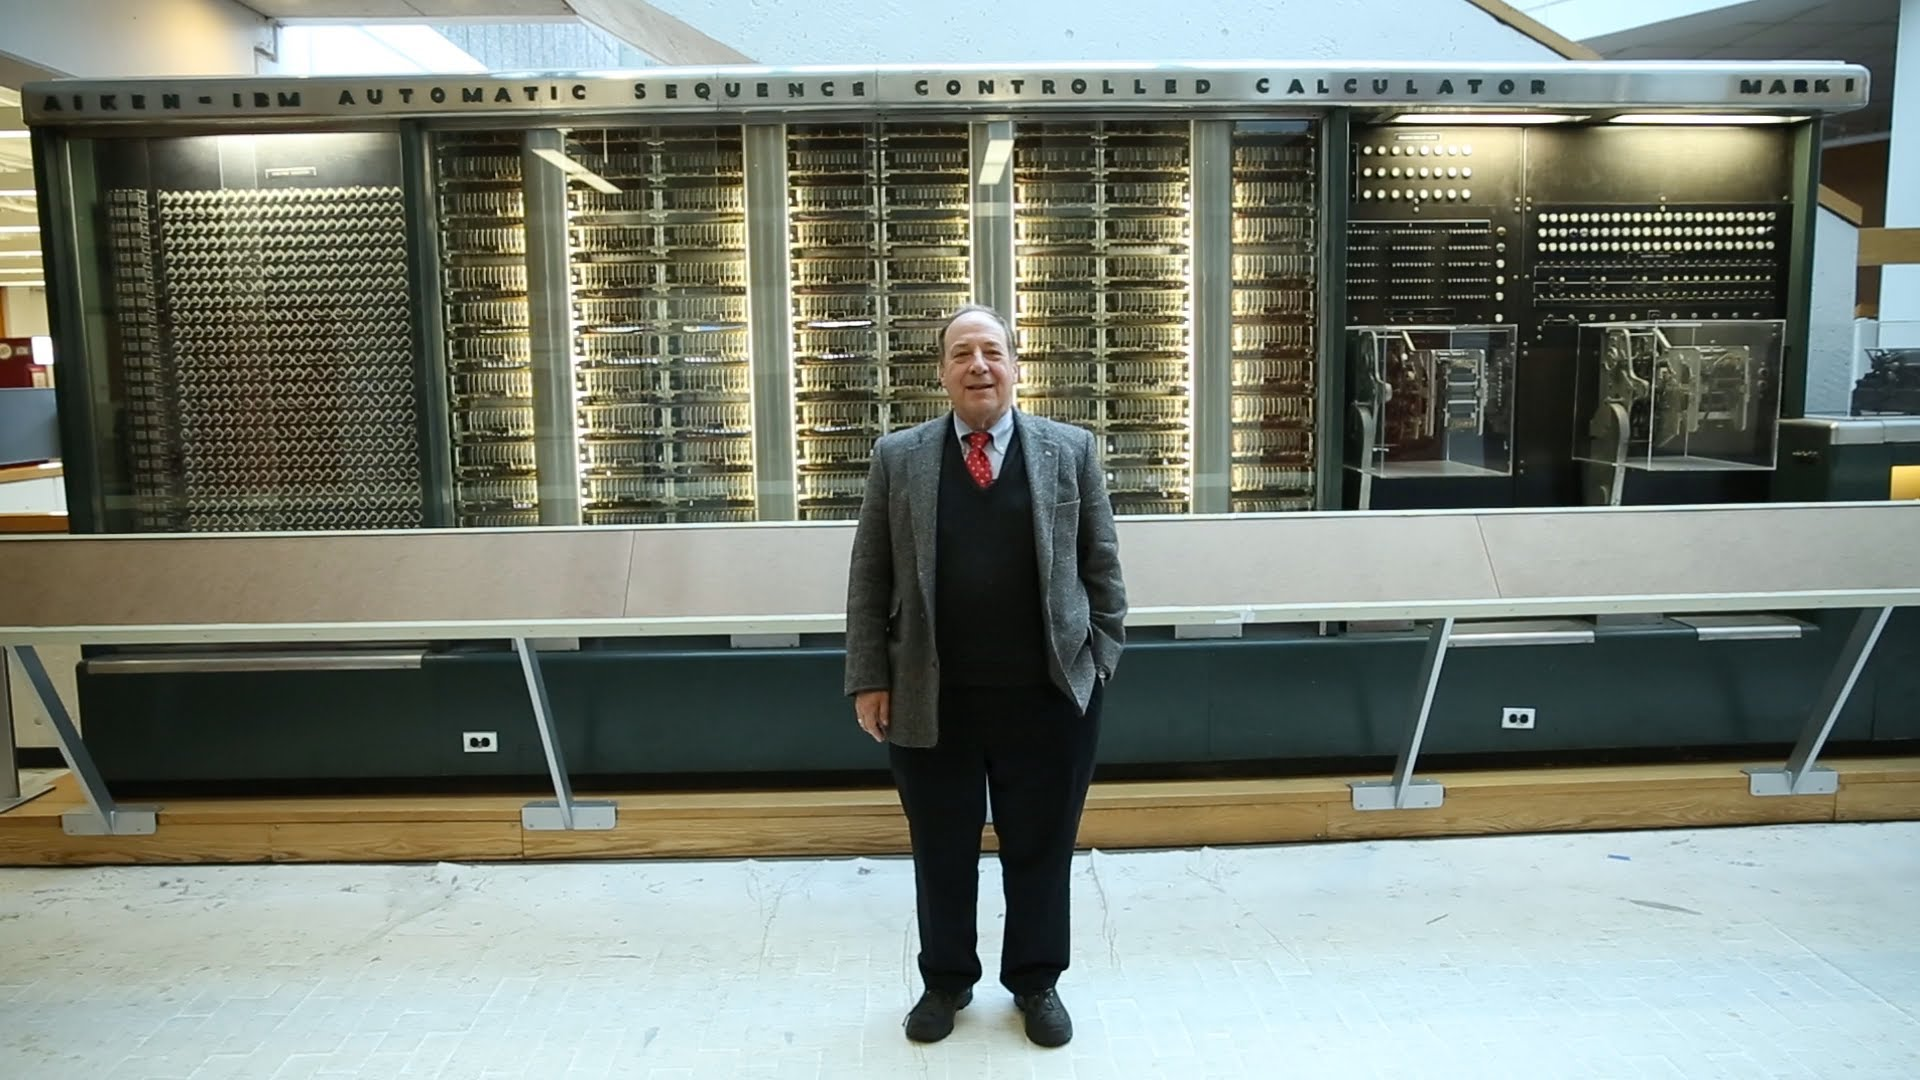 AIKEN-IBM AUTOMATIC SEQUENCE CONTROLLED CALCULATOR MARK I